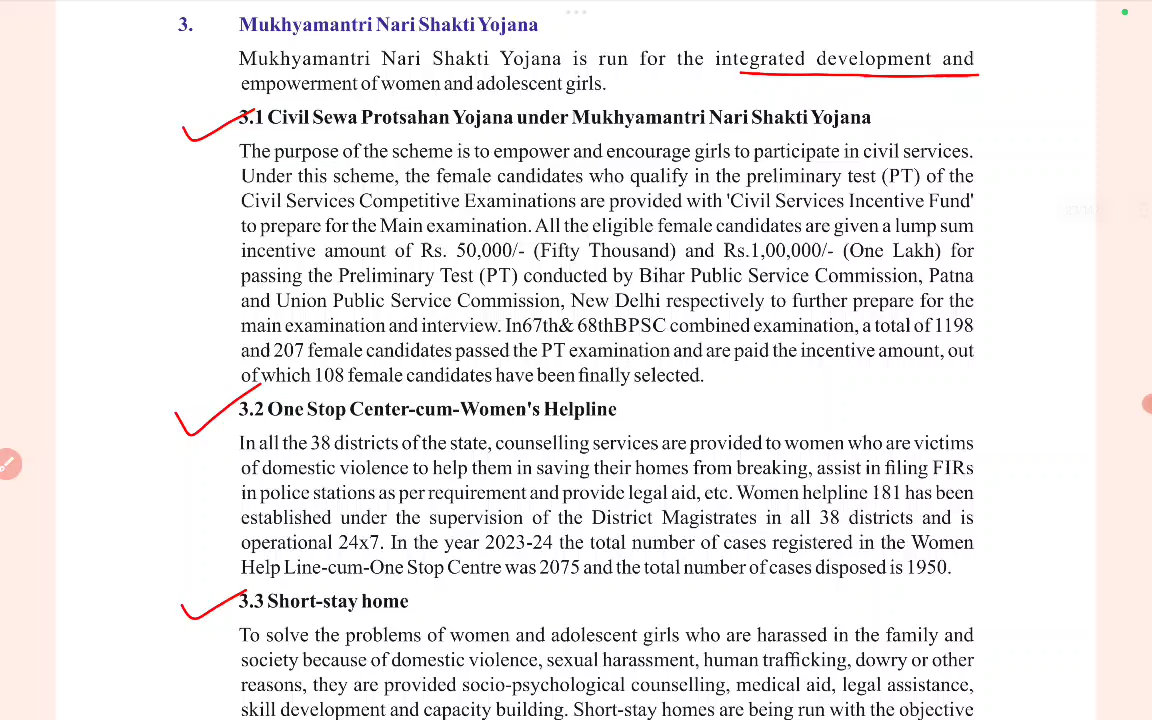 3. Mukhyamantri Nari Shakti Yojana
Mukhyamantri Nari Shakti Yojana is run for the integrated development and
empowerment of women and adolescent girls.
3.1 Civil Sewa Protsahan Yojana under Mukhyamantri Nari Shakti Yojana
The purpose of the scheme is to empower and encourage girls to participate in civil services.
Under this scheme, the female candidates who qualify in the preliminary test (PT) of the
Civil Services Competitive Examinations are provided with 'Civil Services Incentive Fund'
to prepare for the Main examination. All the eligible female candidates are given a lump sum
incentive amount of Rs. 50,000/- (Fifty Thousand) and Rs.1,00,000/- (One Lakh) for
passing the Preliminary Test (PT) conducted by Bihar Public Service Commission, Patna
and Union Public Service Commission, New Delhi respectively to further prepare for the
main examination and interview. In67th& 68thBPSC combined examination, a total of 1198
and 207 female candidates passed the PT examination and are paid the incentive amount, out
of which 108 female candidates have been finally selected.
3.2 One Stop Center-cum-Women's Helpline
In all the 38 districts of the state, counselling services are provided to women who are victims
of domestic violence to help them in saving their homes from breaking, assist in filing FIRs
in police stations as per requirement and provide legal aid, etc. Women helpline 181 has been
established under the supervision of the District Magistrates in all 38 districts and is
operational 24x7. In the year 2023-24 the total number of cases registered in the Women
Help Line-cum-One Stop Centre was 2075 and the total number of cases disposed is 1950.
3.3 Short-stay home
To solve the problems of women and adolescent girls who are harassed in the family and
society because of domestic violence, sexual harassment, human trafficking, dowry or other
reasons, they are provided socio-psychological counselling, medical aid, legal assistance,
skill development and capacity building. Short-stay homes are being run with the objective